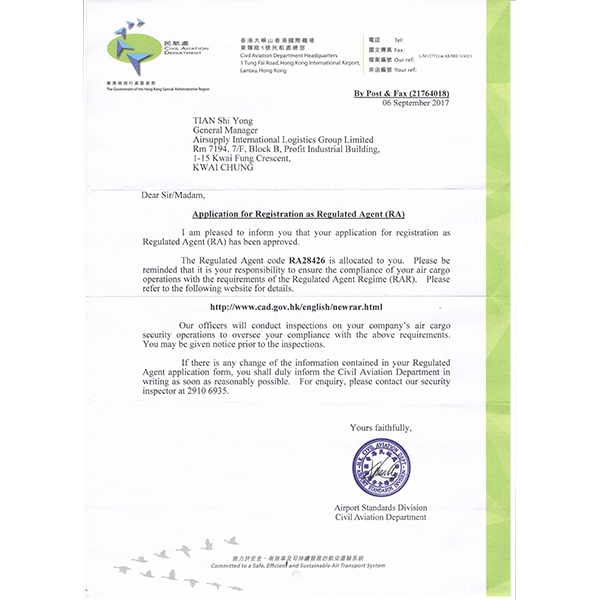 民航處
CIVIL AVIATION
DEPARTMENT
香港特別行政區政府
The Government of the Hong Kong Special Administrative Region
香港大嶼山香港國際機場
東輝路1號民航處總部
Civil Aviation Department Headquarters
1 Tung Fai Road, Hong Kong International Airport,
Lantau, Hong Kong
電話 Tel:
圖文傳真 Fax:
檔案編號 Our ref:
來函編號 Your ref:
By Post & Fax (21764018)
06 September 2017
TIAN Shi Yong
General Manager
Airsupply International Logistics Group Limited
Rm 7194, 7/F, Block B, Profit Industrial Building,
1-15 Kwai Fung Crescent,
KWAI CHUNG
Dear Sir/Madam,
Application for Registration as Regulated Agent (RA)
I am pleased to inform you that your application for registration as
Regulated Agent (RA) has been approved.
The Regulated Agent code RA28426 is allocated to you. Please be
reminded that it is your responsibility to ensure the compliance of your air cargo
operations with the requirements of the Regulated Agent Regime (RAR). Please
refer to the following website for details.
http://www.cad.gov.hk/english/newrar.html
Our officers will conduct inspections on your company's air cargo
security operations to oversee your compliance with the above requirements.
You may be given notice prior to the inspections.
If there is any change of the information contained in your Regulated
Agent application form, you shall duly inform the Civil Aviation Department in
writing as soon as reasonably possible. For enquiry, please contact our security
inspector at 2910 6935.
Yours faithfully,
H.K. CIVIL AVIATION DEPT.
AIRPORT STANDARDS DIVISION
Airport Standards Division
Civil Aviation Department
致力於安全、有效率及可持續發展的航空運輸系統
Committed to a Safe, Efficient and Sustainable Air Transport System